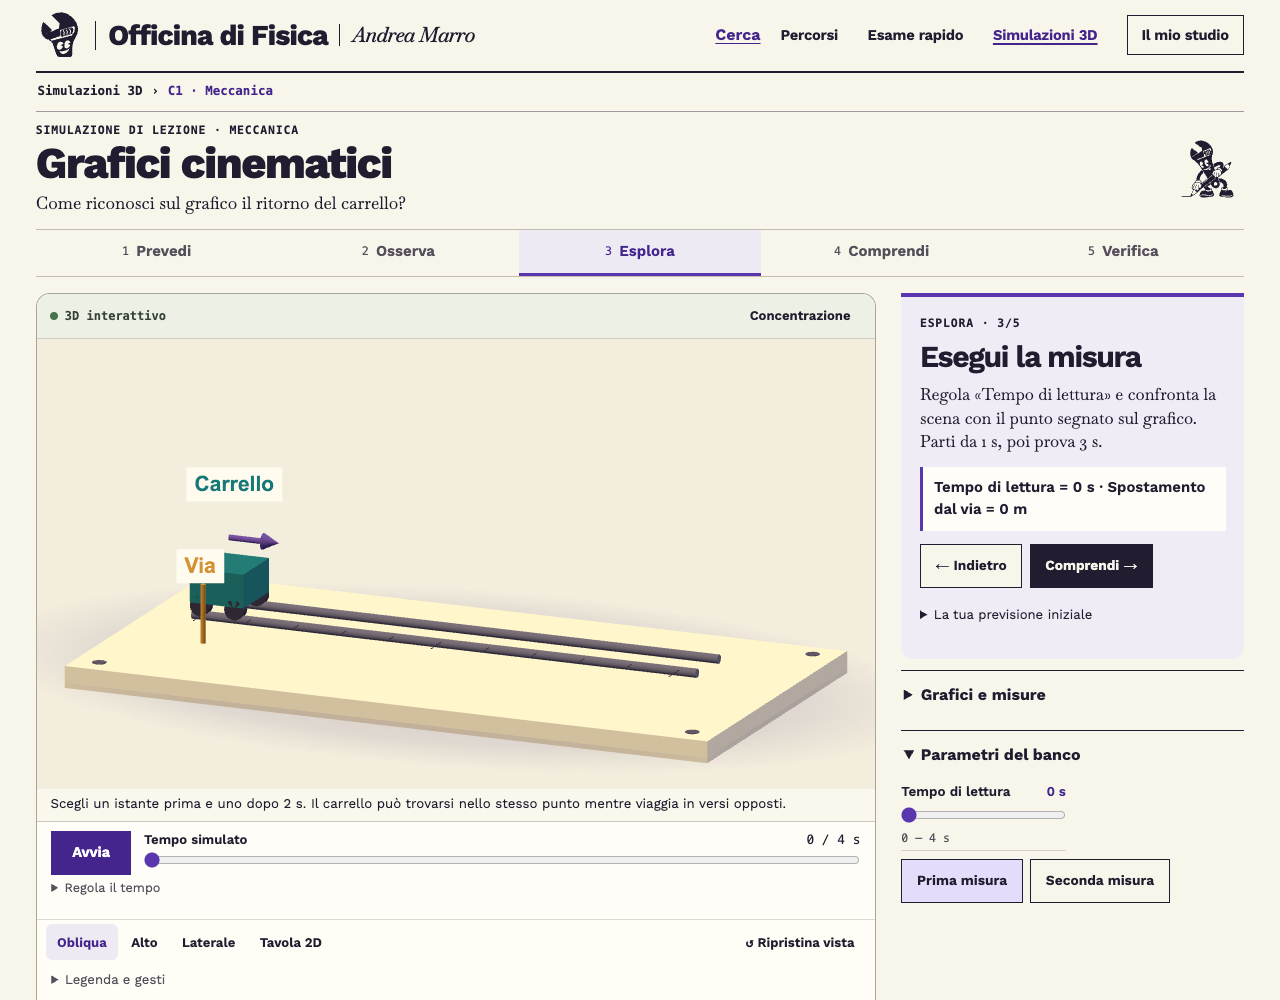 Officina di Fisica
Andrea Marro
Cerca
Percorsi
Esame rapido
Simulazioni 3D
Il mio studio
Simulazioni 3D › C1 · Meccanica
SIMULAZIONE DI LEZIONE · MECCANICA
Grafici cinematici
Come riconosci sul grafico il ritorno del carrello?
1 Prevedi
2 Osserva
3 Esplora
4 Comprendi
5 Verifica
3D interattivo
Concentrazione
Carrello
Via
Scegli un istante prima e uno dopo 2 s. Il carrello può trovarsi nello stesso punto mentre viaggia in versi opposti.
Avvia
Tempo simulato
0 / 4 s
▶ Regola il tempo
Obliqua
Alto
Laterale
Tavola 2D
↺ Ripristina vista
▶ Legenda e gesti
ESPLORA · 3/5
Esegui la misura
Regola «Tempo di lettura» e confronta la
scena con il punto segnato sul grafico.
Parti da 1 s, poi prova 3 s.
Tempo di lettura = 0 s · Spostamento
dal via = 0 m
← Indietro
Comprendi →
▶ La tua previsione iniziale
▶ Grafici e misure
▼ Parametri del banco
Tempo di lettura
0 s
0 — 4 s
Prima misura
Seconda misura